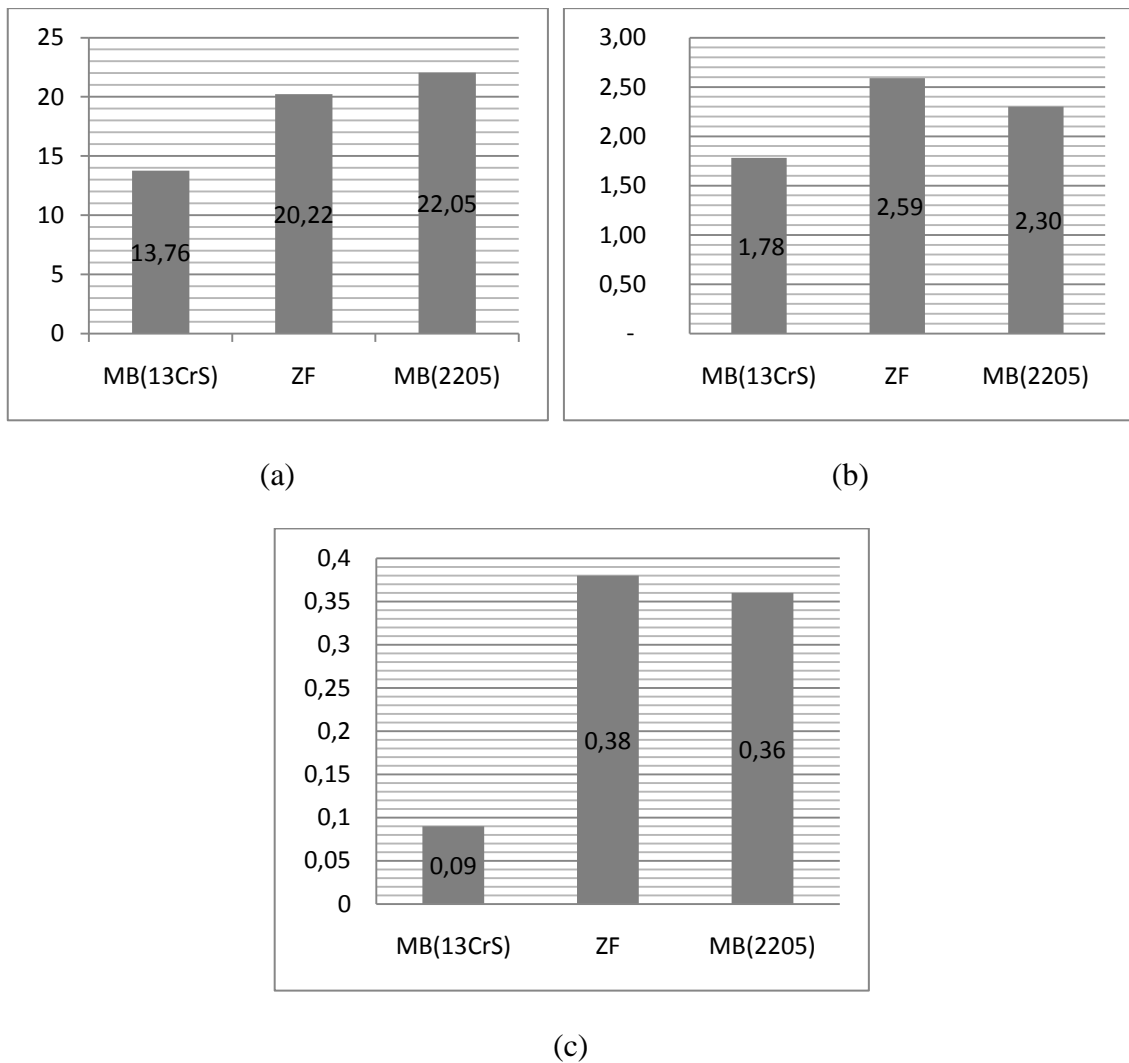 25
20
15
10
5
0
13,76
20,22
22,05
MB(13CrS)
ZF
MB(2205)
(a)
3,00
2,50
2,00
1,50
1,00
0,50
-
1,78
2,59
2,30
MB(13CrS)
ZF
MB(2205)
(b)
0,4
0,35
0,3
0,25
0,2
0,15
0,1
0,05
0
0,09
0,38
0,36
MB(13CrS)
ZF
MB(2205)
(c)